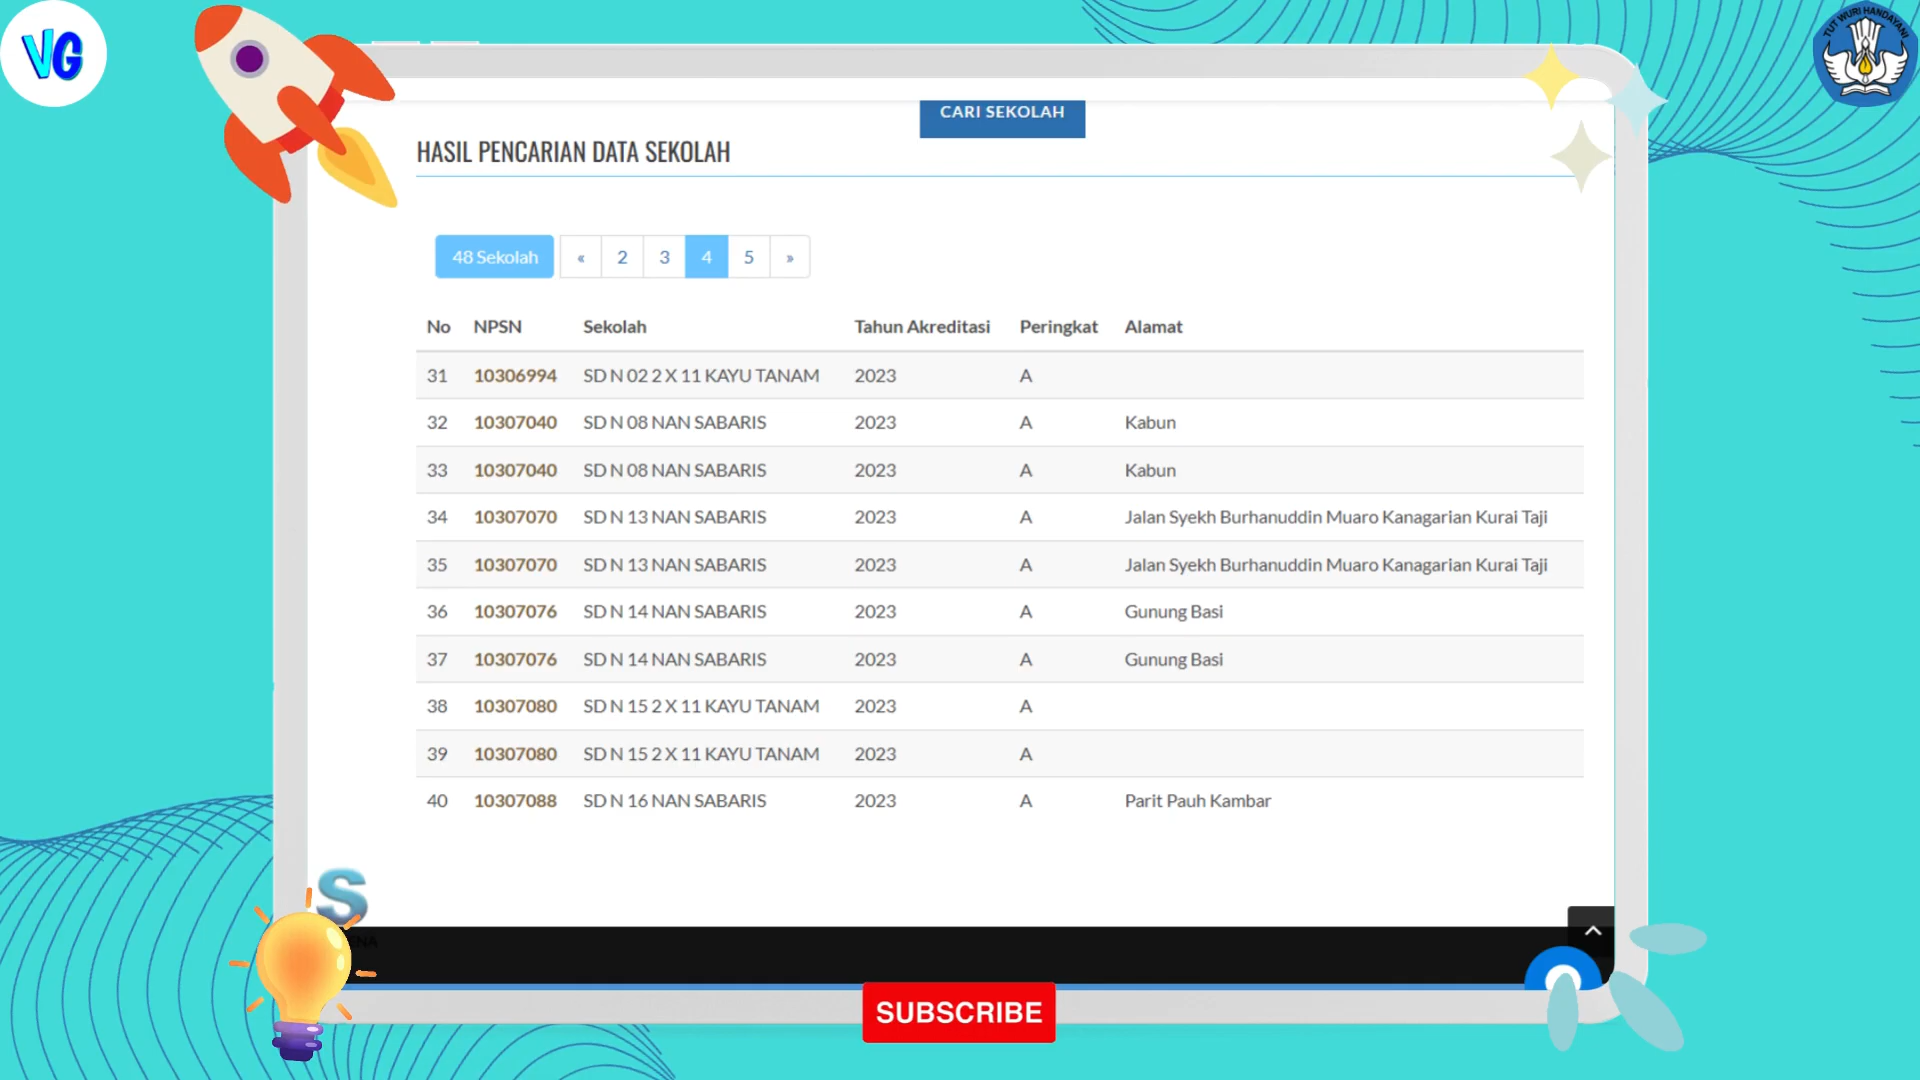 VG
TUT WURI HANDAYANI
CARI SEKOLAH
HASIL PENCARIAN DATA SEKOLAH
48 Sekolah « 2 3 4 5 »
No NPSN Sekolah Tahun Akreditasi Peringkat Alamat
31 10306994 SD N 02 2 X 11 KAYU TANAM 2023 A
32 10307040 SD N 08 NAN SABARIS 2023 A Kabun
33 10307040 SD N 08 NAN SABARIS 2023 A Kabun
34 10307070 SD N 13 NAN SABARIS 2023 A Jalan Syekh Burhanuddin Muaro Kanagarian Kurai Taji
35 10307070 SD N 13 NAN SABARIS 2023 A Jalan Syekh Burhanuddin Muaro Kanagarian Kurai Taji
36 10307076 SD N 14 NAN SABARIS 2023 A Gunung Basi
37 10307076 SD N 14 NAN SABARIS 2023 A Gunung Basi
38 10307080 SD N 15 2 X 11 KAYU TANAM 2023 A
39 10307080 SD N 15 2 X 11 KAYU TANAM 2023 A
40 10307088 SD N 16 NAN SABARIS 2023 A Parit Pauh Kambar
S
SUBSCRIBE